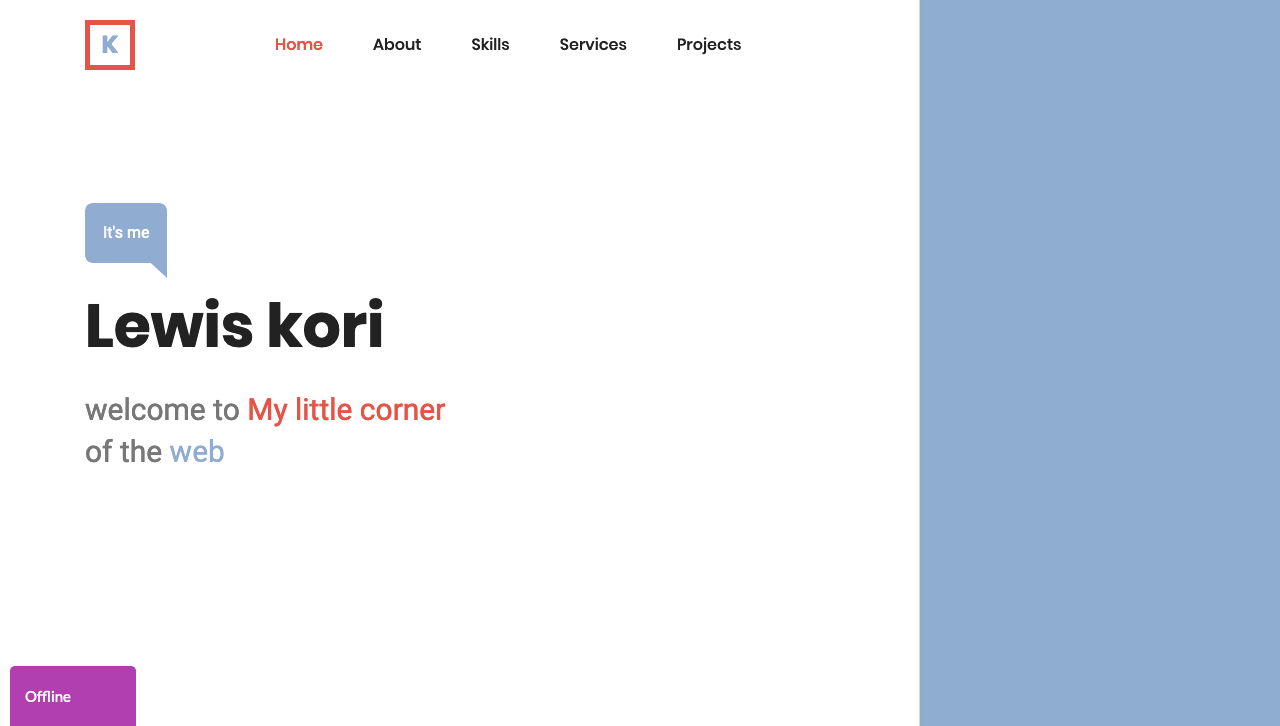 K
Home About Skills Services Projects
It's me
Lewis kori
welcome to My little corner
of the web
Offline